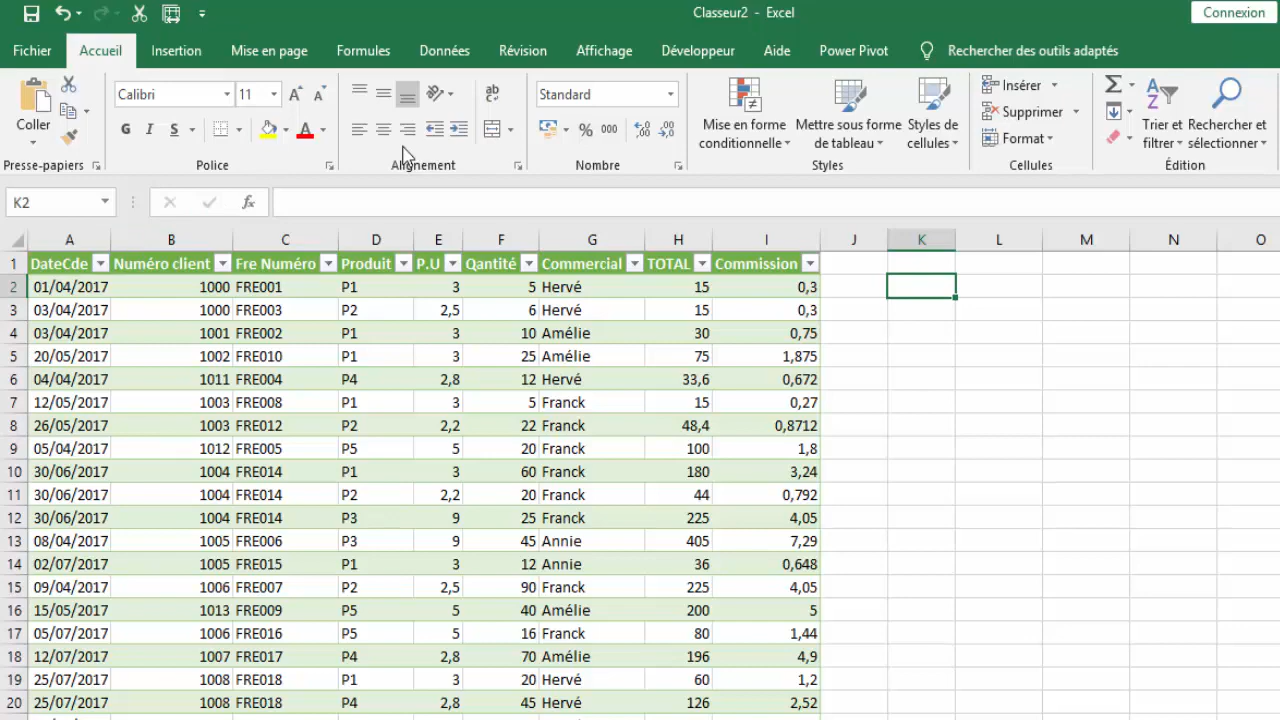 Classeur2 - Excel
Connexion
Fichier Accueil Insertion Mise en page Formules Données Révision Affichage Développeur Aide Power Pivot Rechercher des outils adaptés
Coller
Presse-papiers
Calibri 11
G I S A
Police
ab
Alignement
Standard
% 000
Nombre
Mise en forme conditionnelle
Mettre sous forme de tableau
Styles de cellules
Styles
Insérer
Supprimer
Format
Cellules
Trier et filtrer
Rechercher et sélectionner
Édition
K2 fx
A B C D E F G H I J K L M N O
1 DateCde Numéro client Fre Numéro Produit P.U Qantité Commercial TOTAL Commission
2 01/04/2017 1000 FRE001 P1 3 5 Hervé 15 0,3
3 03/04/2017 1000 FRE003 P2 2,5 6 Hervé 15 0,3
4 03/04/2017 1001 FRE002 P1 3 10 Amélie 30 0,75
5 20/05/2017 1002 FRE010 P1 3 25 Amélie 75 1,875
6 04/04/2017 1011 FRE004 P4 2,8 12 Hervé 33,6 0,672
7 12/05/2017 1003 FRE008 P1 3 5 Franck 15 0,27
8 26/05/2017 1003 FRE012 P2 2,2 22 Franck 48,4 0,8712
9 05/04/2017 1012 FRE005 P5 5 20 Franck 100 1,8
10 30/06/2017 1004 FRE014 P1 3 60 Franck 180 3,24
11 30/06/2017 1004 FRE014 P2 2,2 20 Franck 44 0,792
12 30/06/2017 1004 FRE014 P3 9 25 Franck 225 4,05
13 08/04/2017 1005 FRE006 P3 9 45 Annie 405 7,29
14 02/07/2017 1005 FRE015 P1 3 12 Annie 36 0,648
15 09/04/2017 1006 FRE007 P2 2,5 90 Franck 225 4,05
16 15/05/2017 1013 FRE009 P5 5 40 Amélie 200 5
17 05/07/2017 1006 FRE016 P5 5 16 Franck 80 1,44
18 12/07/2017 1007 FRE017 P4 2,8 70 Amélie 196 4,9
19 25/07/2017 1008 FRE018 P1 3 20 Hervé 60 1,2
20 25/07/2017 1008 FRE018 P4 2,8 45 Hervé 126 2,52